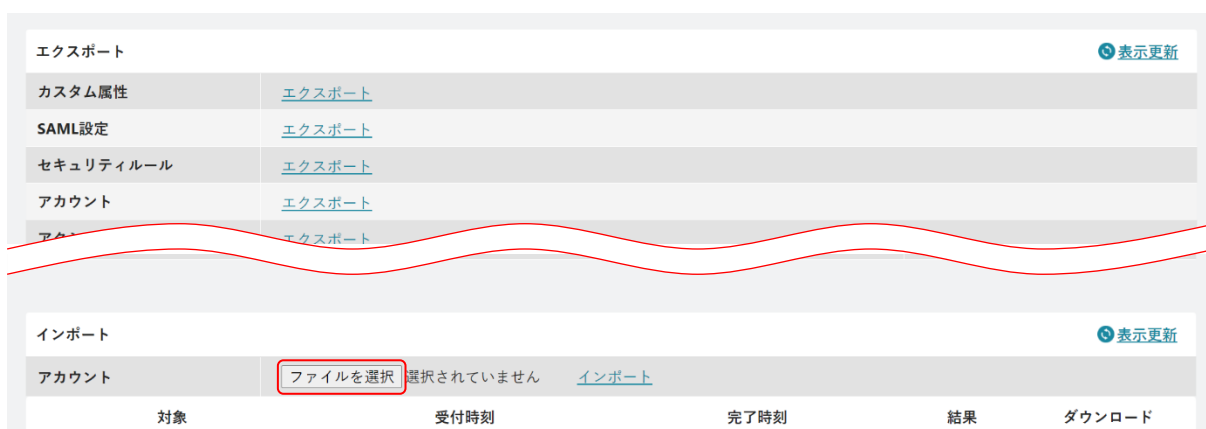 エクスポート 表示更新
カスタム属性 エクスポート
SAML設定 エクスポート
セキュリティルール エクスポート
アカウント エクスポート
エクスポート
インポート 表示更新
アカウント ファイルを選択 選択されていません インポート
対象 受付時刻 完了時刻 結果 ダウンロード